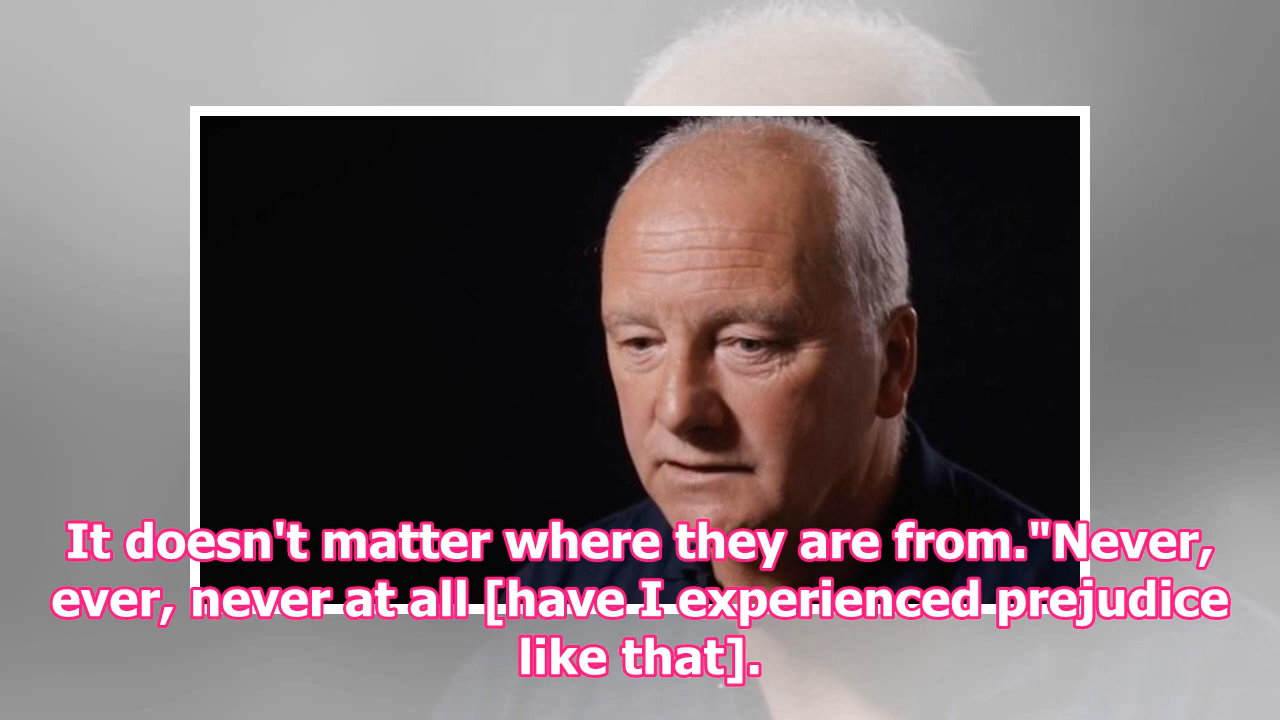 It doesn't matter where they are from."Never,
ever, never at all [have I experienced prejudice
like that].